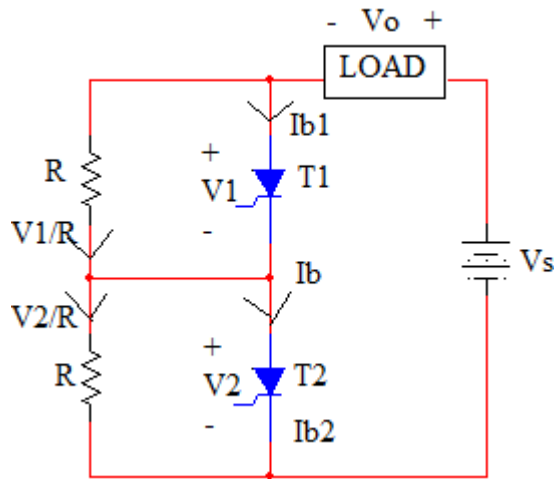 - Vo +
LOAD
Ib1
+
R
V1
T1
-
V1/R
Ib
Vs
V2/R
+
R
V2
T2
-
Ib2